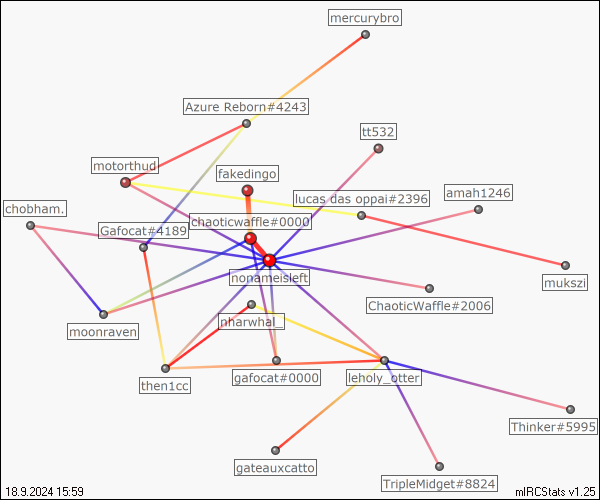 mercurybro
Azure Reborn#4243
tt532
motorthud
fakedingo
amah1246
lucas das oppai#2396
chobham.
chaoticwaffle#0000
Gafocat#4189
nonameisleft
mukszi
ChaoticWaffle#2006
moonraven
nharwhal_
then1cc
gafocat#0000
leholy_otter
Thinker#5995
gateauxcatto
TripleMidget#8824
18.9.2024 15:59
mIRCStats v1.25